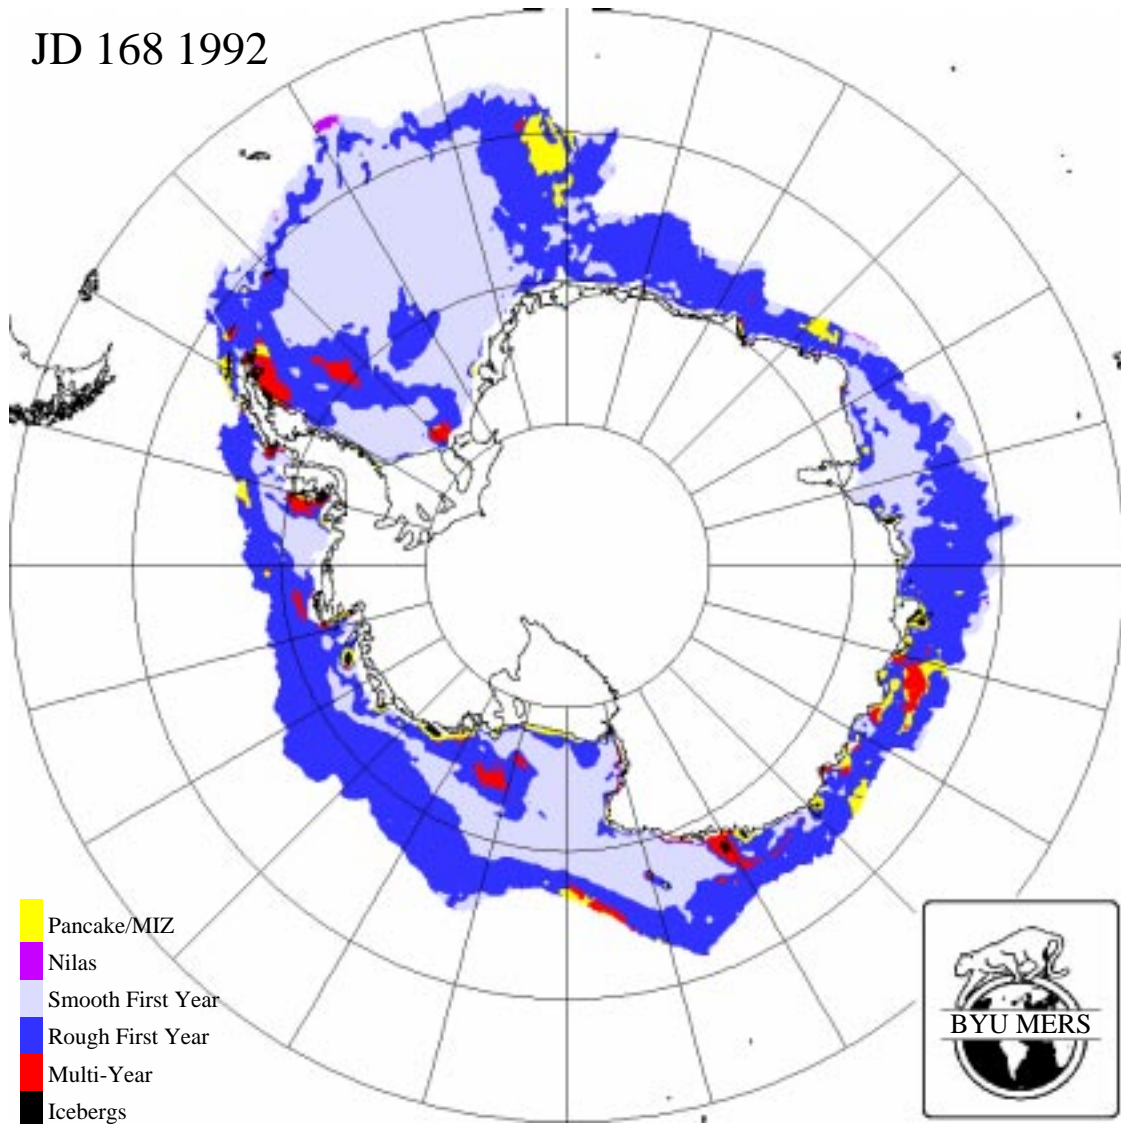 JD 168 1992
Pancake/MIZ
Nilas
Smooth First Year
Rough First Year
Multi-Year
Icebergs
BYU MERS